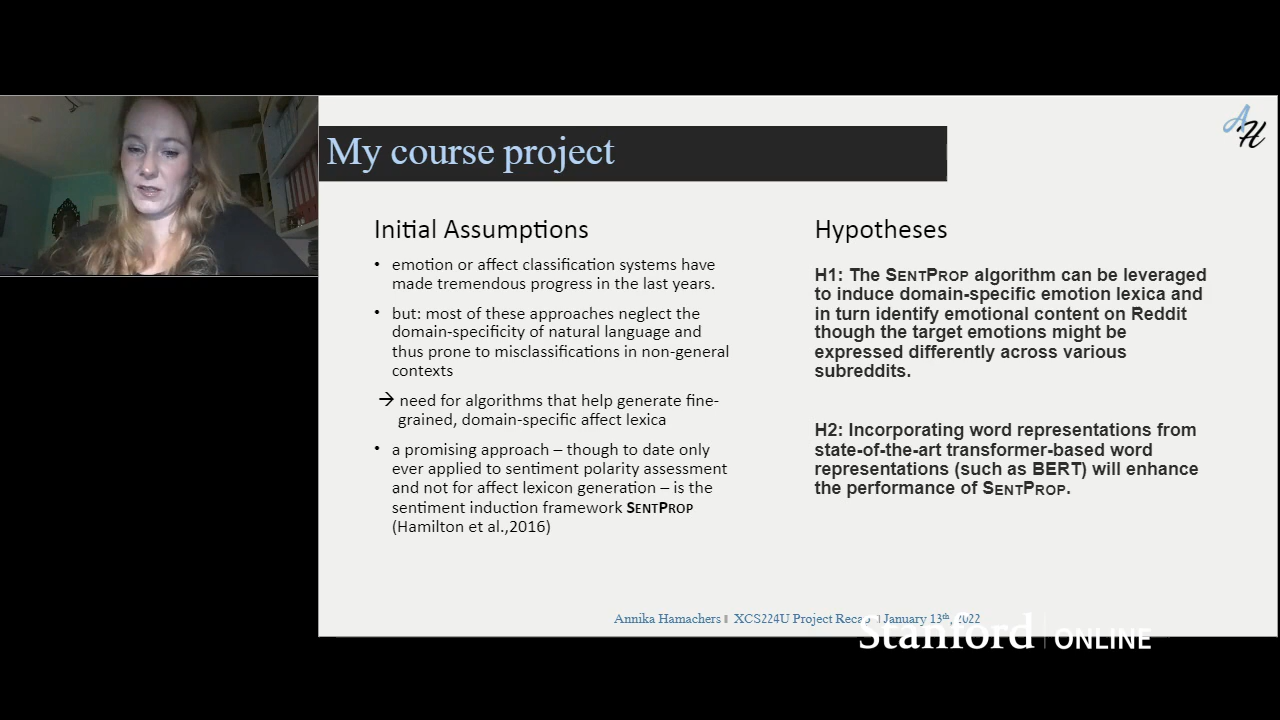 My course project
AH
Initial Assumptions
• emotion or affect classification systems have
made tremendous progress in the last years.
• but: most of these approaches neglect the
domain-specificity of natural language and
thus prone to misclassifications in non-general
contexts
→ need for algorithms that help generate fine-
grained, domain-specific affect lexica
• a promising approach – though to date only
ever applied to sentiment polarity assessment
and not for affect lexicon generation – is the
sentiment induction framework SENTPROP
(Hamilton et al.,2016)
Hypotheses
H1: The SENTPROP algorithm can be leveraged
to induce domain-specific emotion lexica and
in turn identify emotional content on Reddit
though the target emotions might be
expressed differently across various
subreddits.
H2: Incorporating word representations from
state-of-the-art transformer-based word
representations (such as BERT) will enhance
the performance of SENTPROP.
Annika Hamachers | XCS224U Project Recap | January 13th, 2022
Stanford | ONLINE